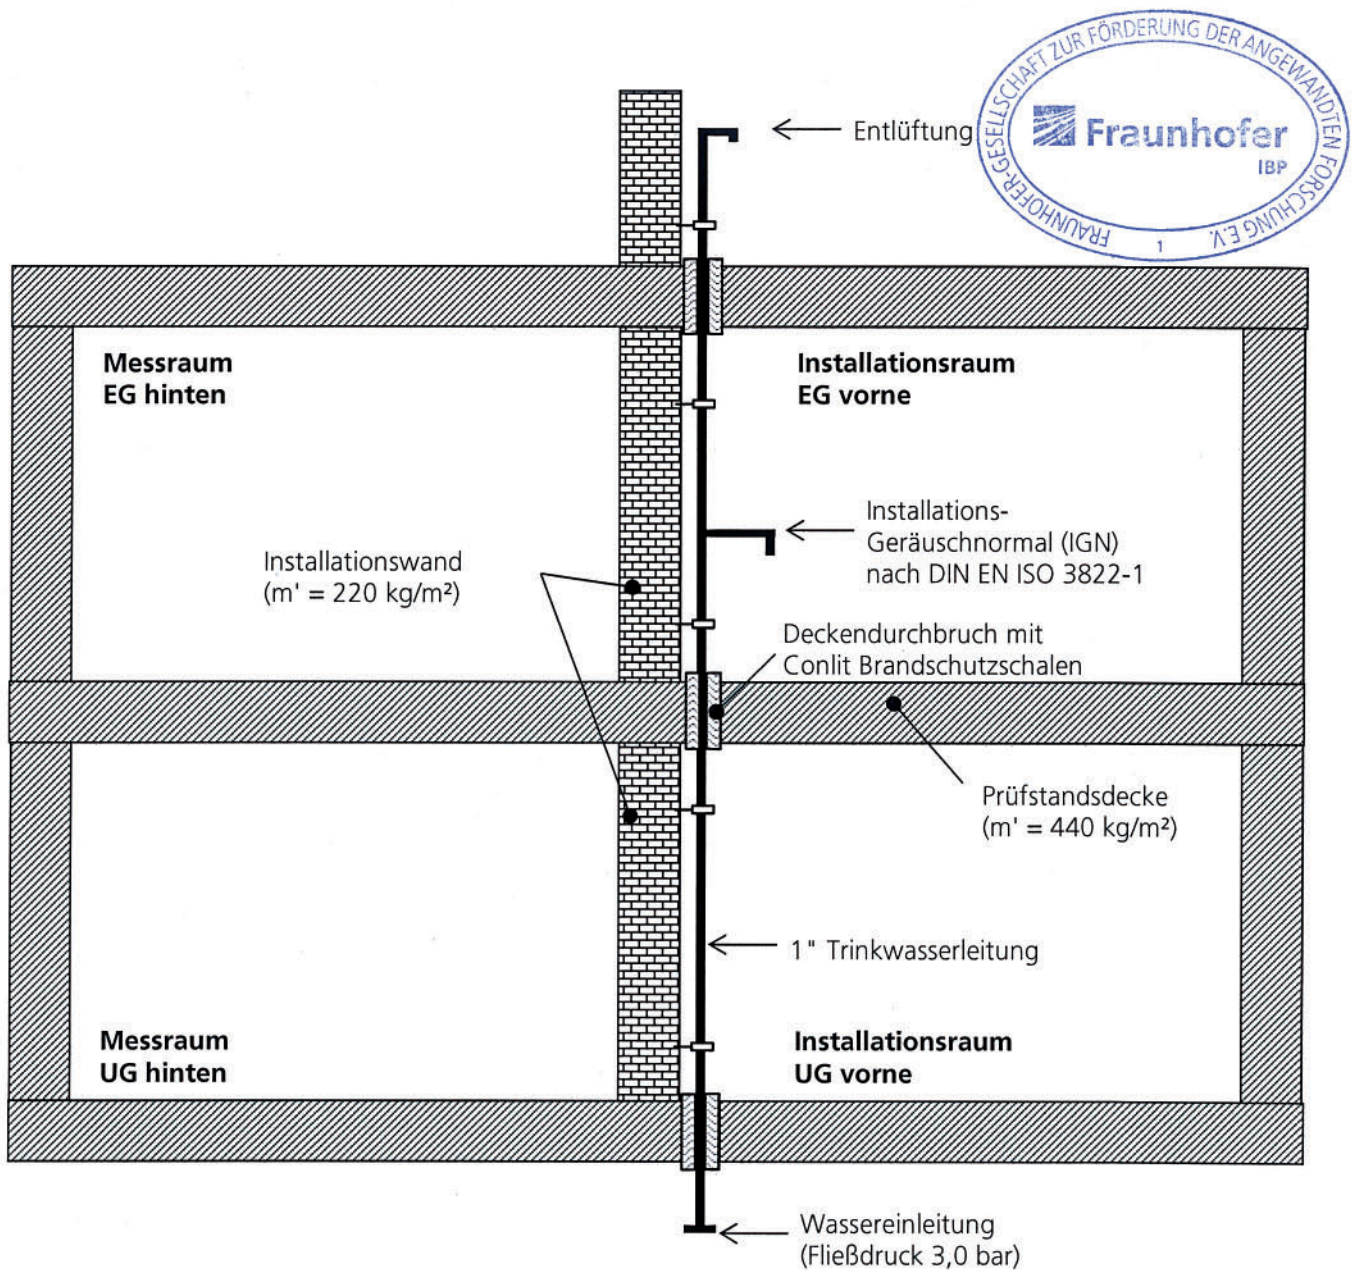 FRAUNHOFER-GESELLSCHAFT ZUR FÖRDERUNG DER ANGEWANDTEN FORSCHUNG E.V.
Fraunhofer
IBP
1
Entlüftung
Messraum
EG hinten
Installationsraum
EG vorne
Installations-
Geräuschnormal (IGN)
nach DIN EN ISO 3822-1
Installationswand
(m' = 220 kg/m²)
Deckendurchbruch mit
Conlit Brandschutzschalen
Prüfstandsdecke
(m' = 440 kg/m²)
1" Trinkwasserleitung
Messraum
UG hinten
Installationsraum
UG vorne
Wassereinleitung
(Fließdruck 3,0 bar)